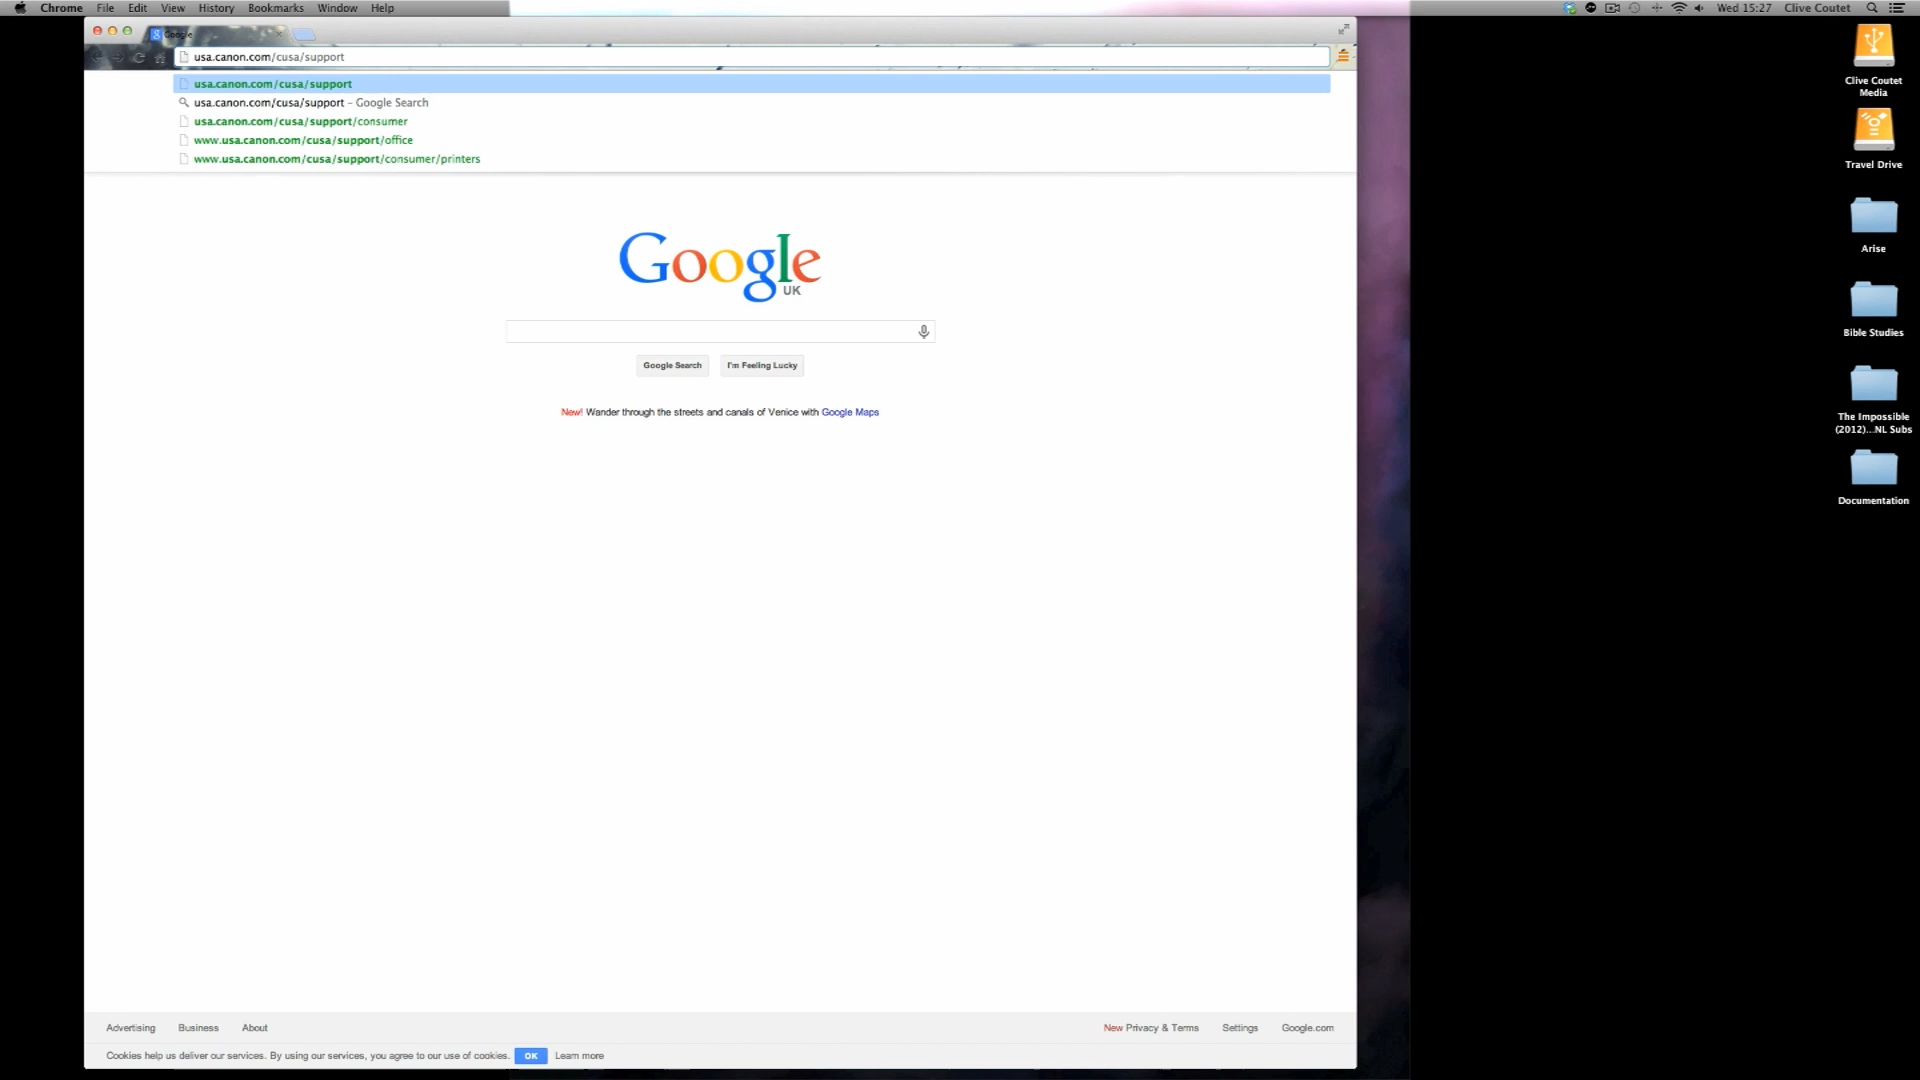 Chrome File Edit View History Bookmarks Window Help Wed 15:27 Clive Coutet
Google
usa.canon.com/cusa/support
usa.canon.com/cusa/support
usa.canon.com/cusa/support – Google Search
usa.canon.com/cusa/support/consumer
www.usa.canon.com/cusa/support/office
www.usa.canon.com/cusa/support/consumer/printers
Google
UK
Google Search I'm Feeling Lucky
New! Wander through the streets and canals of Venice with Google Maps
Advertising Business About New Privacy & Terms Settings Google.com
Cookies help us deliver our services. By using our services, you agree to our use of cookies. OK Learn more
Clive Coutet
Media
Travel Drive
Arise
Bible Studies
The Impossible
(2012)...NL Subs
Documentation